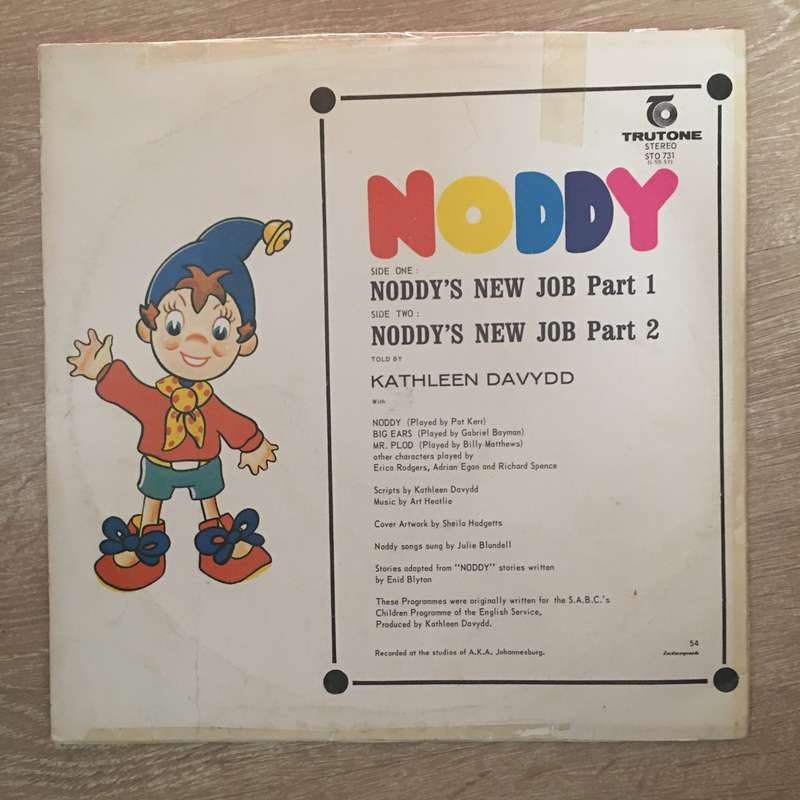 TRUTONE
STEREO
STO 731
NODDY
SIDE ONE :
NODDY'S NEW JOB Part 1
SIDE TWO :
NODDY'S NEW JOB Part 2
TOLD BY
KATHLEEN DAVYDD
With
NODDY (Played by Pat Kerr)
BIG EARS (Played by Gabriel Bayman)
MR. PLOD (Played by Billy Matthews)
other characters played by
Erica Rodgers, Adrian Egan and Richard Spence
Scripts by Kathleen Davydd
Music by Art Heatlie
Cover Artwork by Sheila Hodgetts
Noddy songs sung by Julie Blundell
Stories adapted from "NODDY" stories written
by Enid Blyton
These Programmes were originally written for the S.A.B.C.'s
Children Programme of the English Service,
Produced by Kathleen Davydd.
Recorded at the studios of A.K.A. Johannesburg.
54